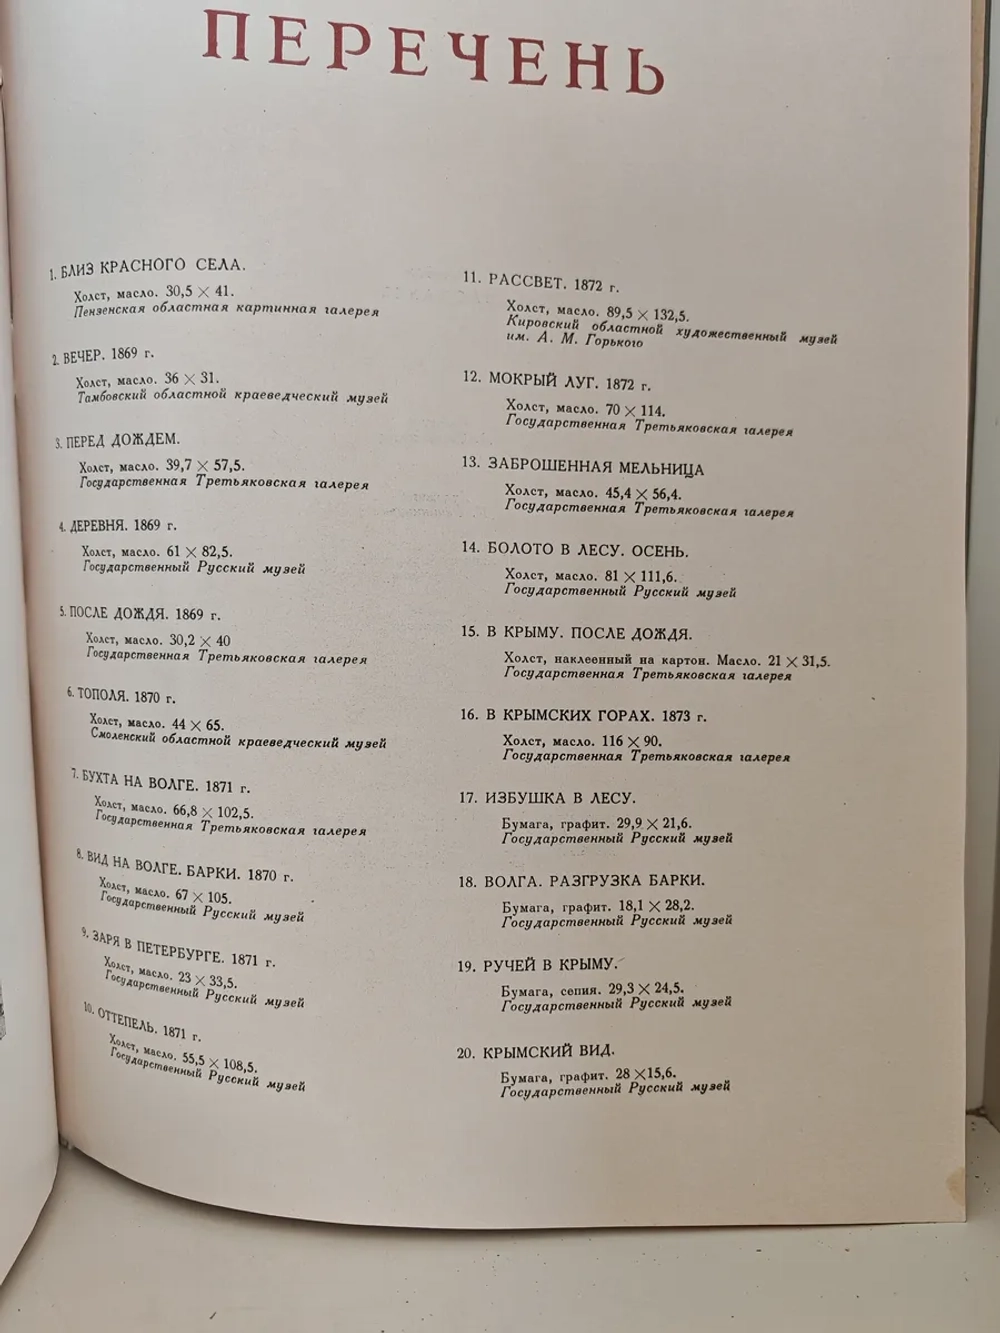 ПЕРЕЧЕНЬ
1. БЛИЗ КРАСНОГО СЕЛА.
Холст, масло. 30,5 × 41.
Пензенская областная картинная галерея
2. ВЕЧЕР. 1869 г.
Холст, масло. 36 × 31.
Тамбовский областной краеведческий музей
3. ПЕРЕД ДОЖДЕМ.
Холст, масло. 39,7 × 57,5.
Государственная Третьяковская галерея
4. ДЕРЕВНЯ. 1869 г.
Холст, масло. 61 × 82,5.
Государственный Русский музей
5. ПОСЛЕ ДОЖДЯ. 1869 г.
Холст, масло. 30,2 × 40
Государственная Третьяковская галерея
6. ТОПОЛЯ. 1870 г.
Холст, масло. 44 × 65.
Смоленский областной краеведческий музей
7. БУХТА НА ВОЛГЕ. 1871 г.
Холст, масло. 66,8 × 102,5.
Государственная Третьяковская галерея
8. ВИД НА ВОЛГЕ. БАРКИ. 1870 г.
Холст, масло. 67 × 105.
Государственный Русский музей
9. ЗАРЯ В ПЕТЕРБУРГЕ. 1871 г.
Холст, масло. 23 × 33,5.
Государственный Русский музей
10. ОТТЕПЕЛЬ. 1871 г.
Холст, масло. 55,5 × 108,5.
Государственный Русский музей
11. РАССВЕТ. 1872 г.
Холст, масло. 89,5 × 132,5.
Кировский областной художественный музей
им. А. М. Горького
12. МОКРЫЙ ЛУГ. 1872 г.
Холст, масло. 70 × 114.
Государственная Третьяковская галерея
13. ЗАБРОШЕННАЯ МЕЛЬНИЦА
Холст, масло. 45,4 × 56,4.
Государственная Третьяковская галерея
14. БОЛОТО В ЛЕСУ. ОСЕНЬ.
Холст, масло. 81 × 111,6.
Государственный Русский музей
15. В КРЫМУ. ПОСЛЕ ДОЖДЯ.
Холст, наклеенный на картон. Масло. 21 × 31,5.
Государственная Третьяковская галерея
16. В КРЫМСКИХ ГОРАХ. 1873 г.
Холст, масло. 116 × 90.
Государственная Третьяковская галерея
17. ИЗБУШКА В ЛЕСУ.
Бумага, графит. 29,9 × 21,6.
Государственный Русский музей
18. ВОЛГА. РАЗГРУЗКА БАРКИ.
Бумага, графит. 18,1 × 28,2.
Государственный Русский музей
19. РУЧЕЙ В КРЫМУ.
Бумага, сепия. 29,3 × 24,5.
Государственный Русский музей
20. КРЫМСКИЙ ВИД.
Бумага, графит. 28 ×15,6.
Государственный Русский музей